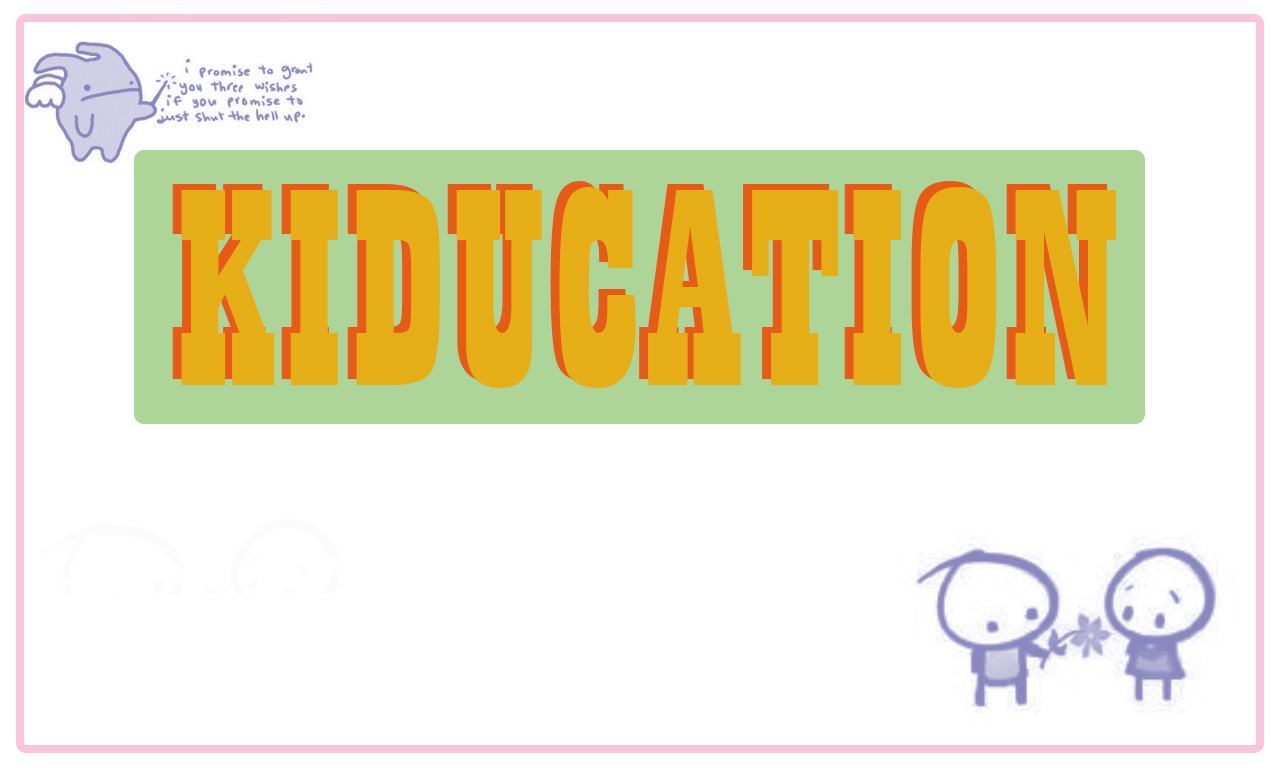 i promise to grant
you three wishes
if you promise to
just shut the hell up.
KIDUCATION